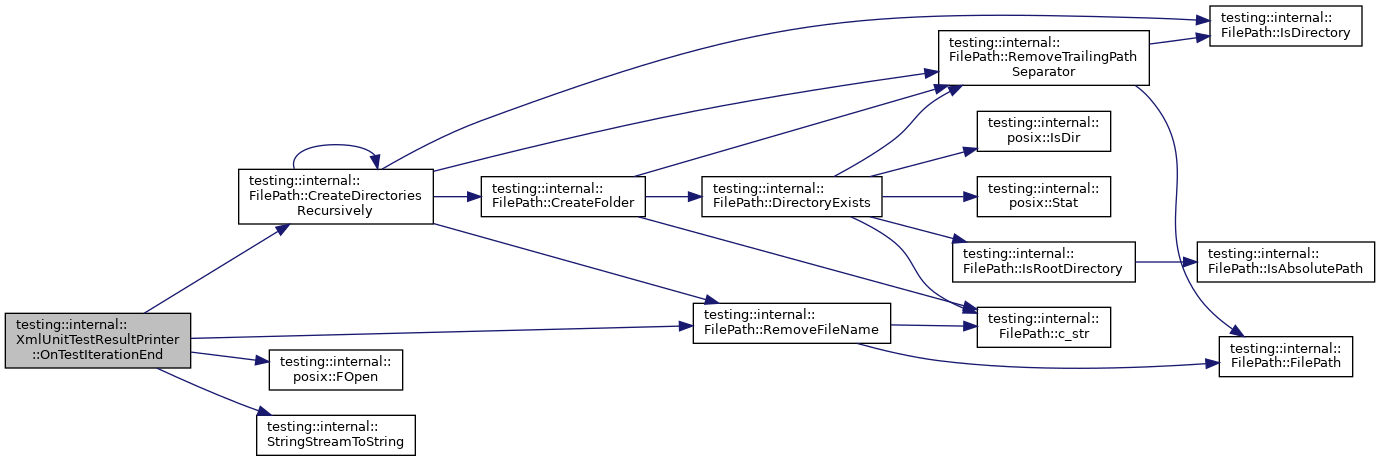 testing::internal::
XmlUnitTestResultPrinter
::OnTestIterationEnd
testing::internal::
FilePath::CreateDirectories
Recursively
testing::internal::
posix::FOpen
testing::internal::
StringStreamToString
testing::internal::
FilePath::CreateFolder
testing::internal::
FilePath::DirectoryExists
testing::internal::
FilePath::RemoveFileName
testing::internal::
FilePath::RemoveTrailingPath
Separator
testing::internal::
posix::IsDir
testing::internal::
posix::Stat
testing::internal::
FilePath::IsRootDirectory
testing::internal::
FilePath::c_str
testing::internal::
FilePath::IsDirectory
testing::internal::
FilePath::IsAbsolutePath
testing::internal::
FilePath::FilePath